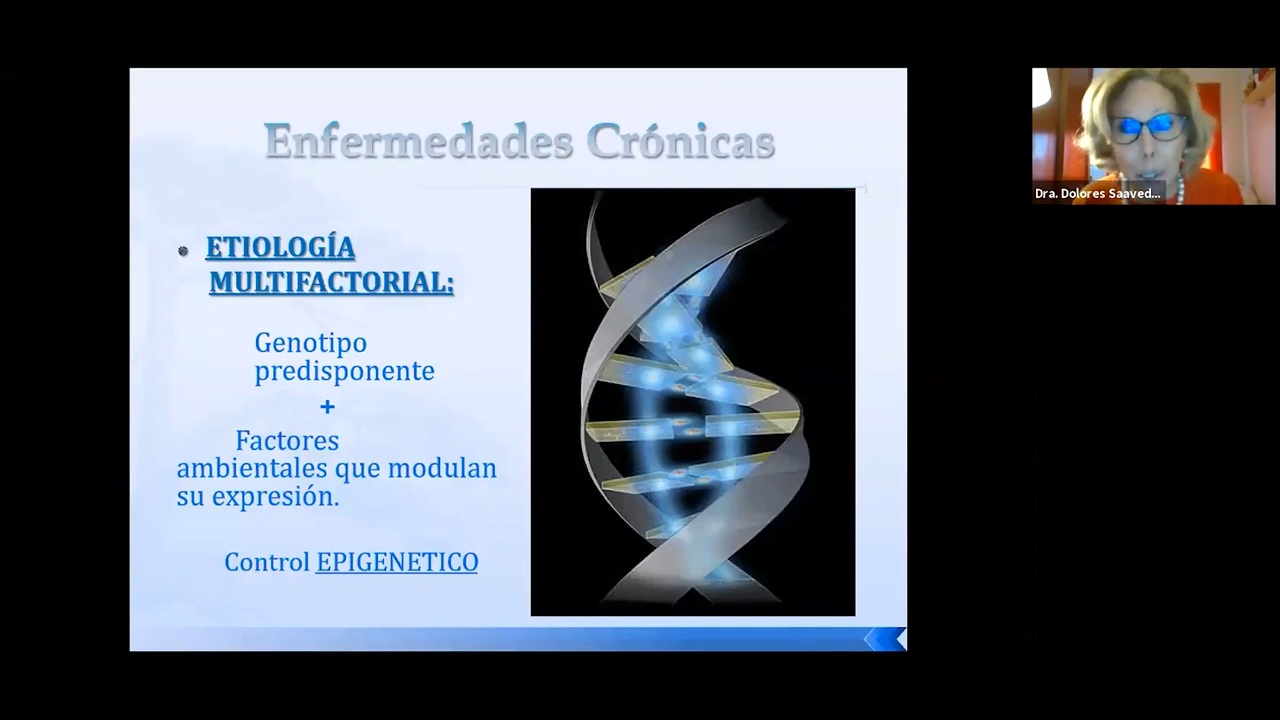 Enfermedades Crónicas
ETIOLOGÍA
MULTIFACTORIAL:
Genotipo
predisponente
+
Factores
ambientales que modulan
su expresión.
Control EPIGENETICO
Dra. Dolores Saaved...